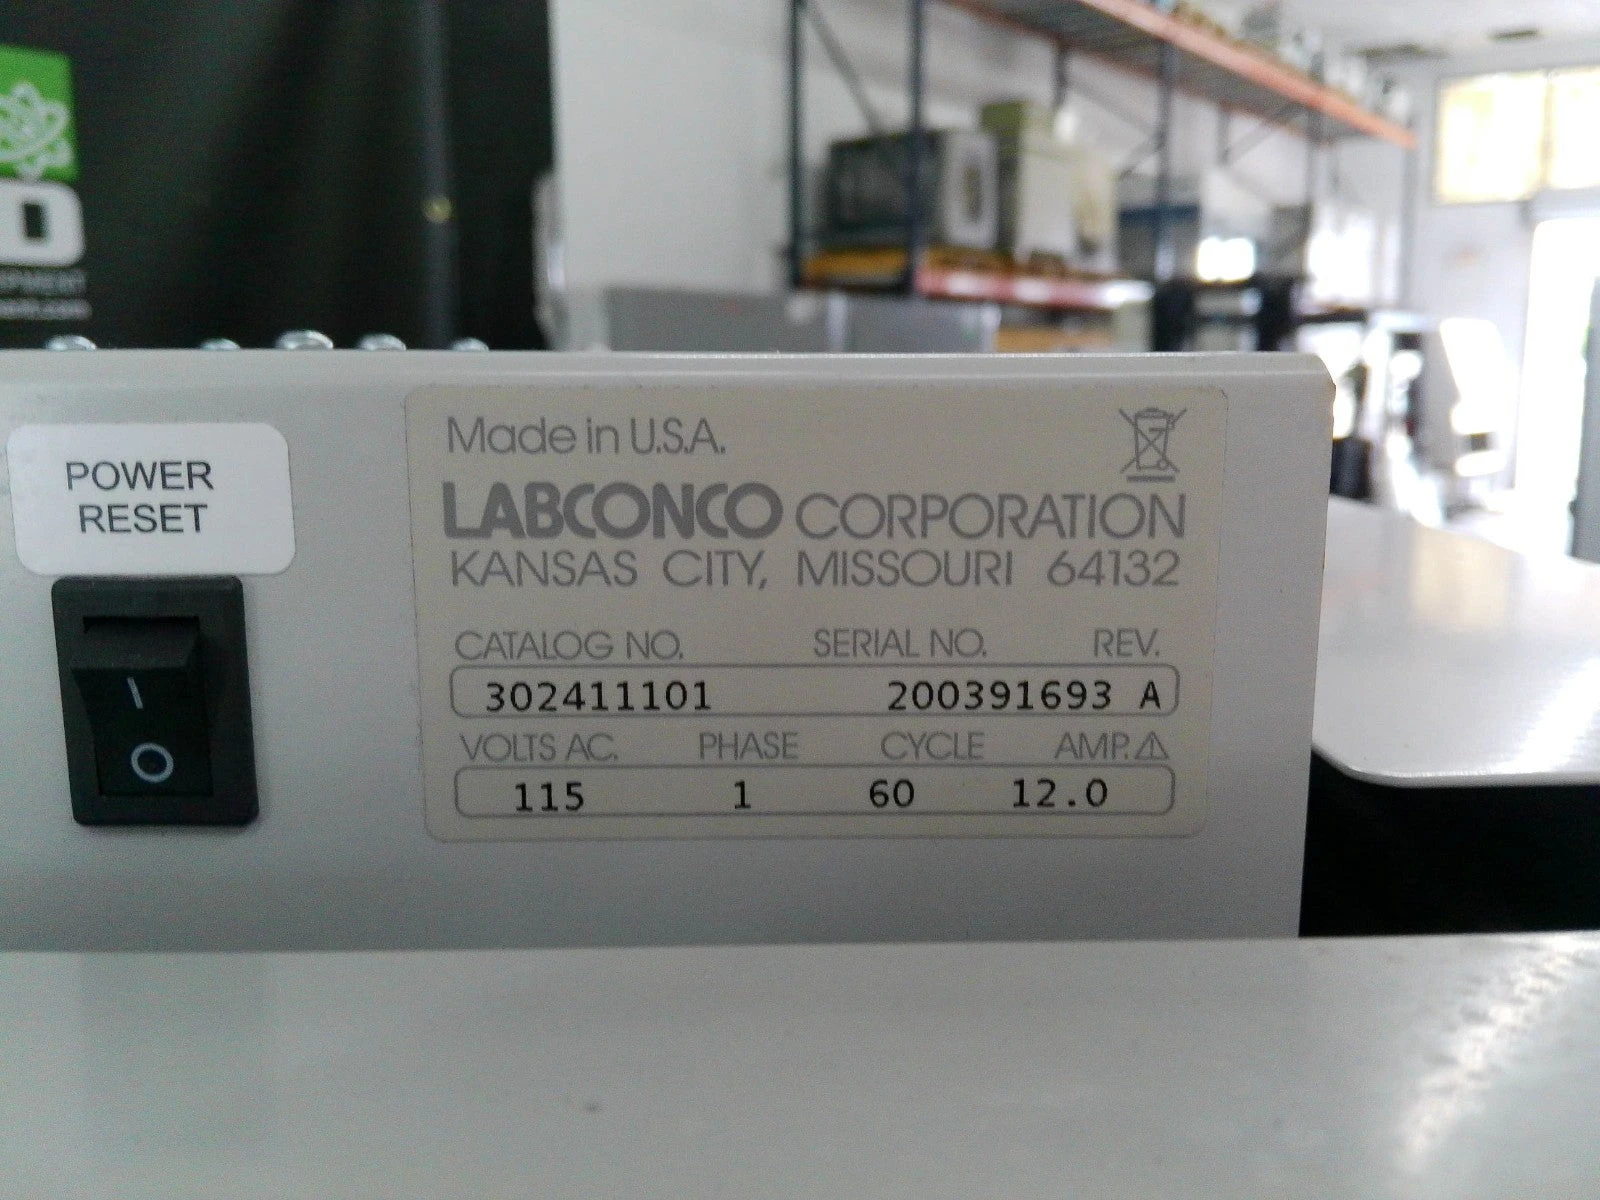 POWER
RESET
Made in U.S.A.
LABCONCO CORPORATION
KANSAS CITY, MISSOURI 64132
CATALOG NO. SERIAL NO. REV.
302411101 200391693 A
VOLTS AC. PHASE CYCLE AMP.⚠
115 1 60 12.0